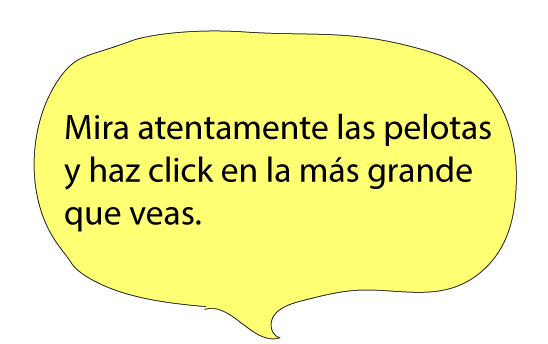 Mira atentamente las pelotas
y haz click en la más grande
que veas.